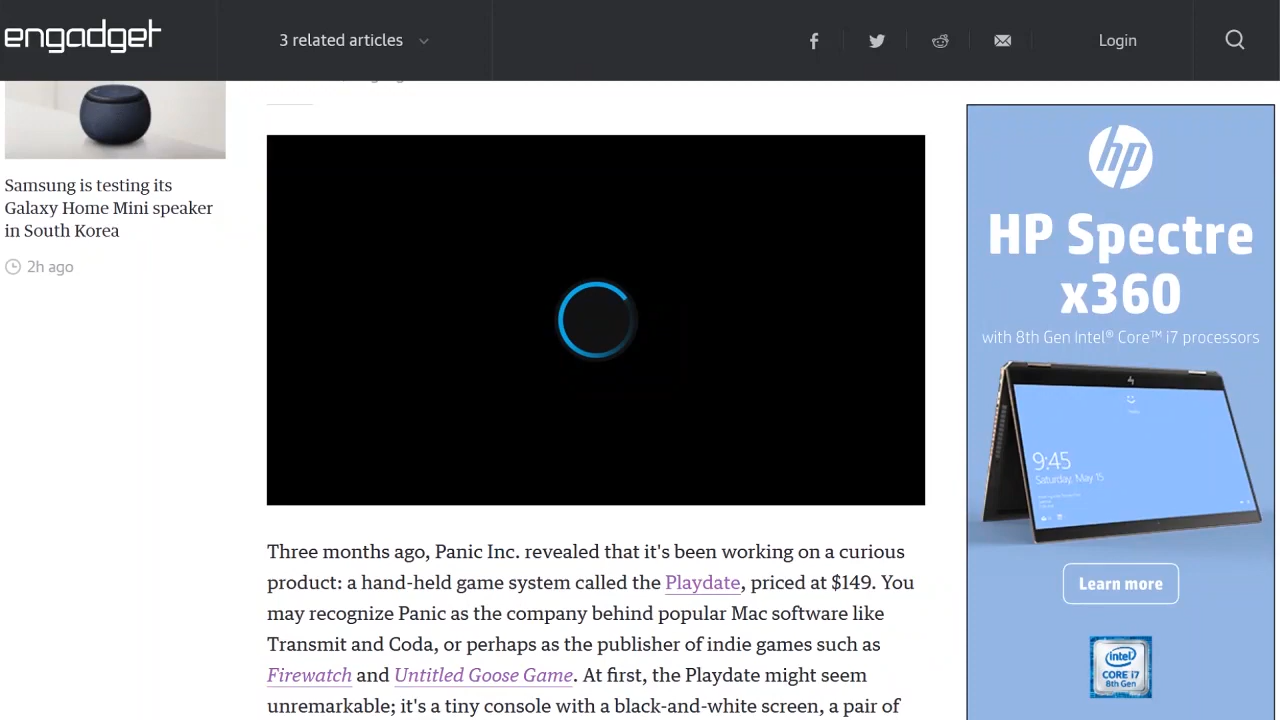 engadget
3 related articles
Login
Samsung is testing its
Galaxy Home Mini speaker
in South Korea
2h ago
Three months ago, Panic Inc. revealed that it's been working on a curious
product: a hand-held game system called the Playdate, priced at $149. You
may recognize Panic as the company behind popular Mac software like
Transmit and Coda, or perhaps as the publisher of indie games such as
Firewatch and Untitled Goose Game. At first, the Playdate might seem
unremarkable; it's a tiny console with a black-and-white screen, a pair of
hp
HP Spectre
x360
with 8th Gen Intel® Core™ i7 processors
9:45
Saturday, May 15
Learn more
intel
CORE i7
8th Gen